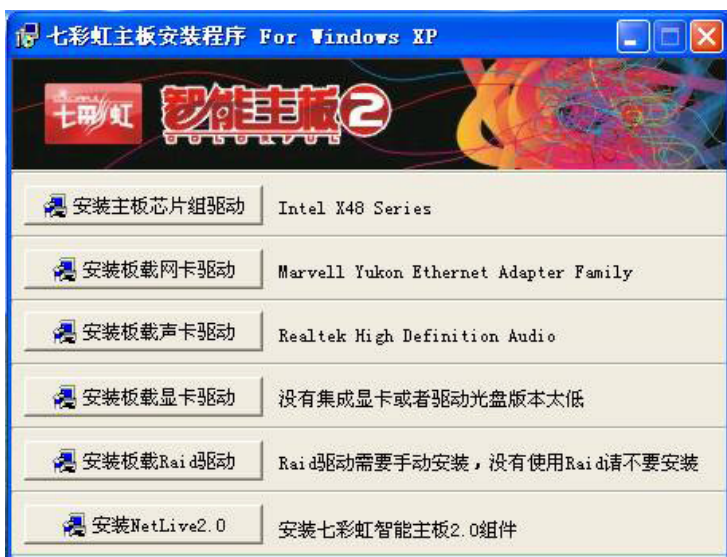 七彩虹主板安装程序 For Windows XP
COLORFUL
七彩虹
智能主板2
COLORFUL
安装主板芯片组驱动 Intel X48 Series
安装板载网卡驱动 Marvell Yukon Ethernet Adapter Family
安装板载声卡驱动 Realtek High Definition Audio
安装板载显卡驱动 没有集成显卡或者驱动光盘版本太低
安装板载Raid驱动 Raid驱动需要手动安装，没有使用Raid请不要安装
安装NetLive2.0 安装七彩虹智能主板2.0组件